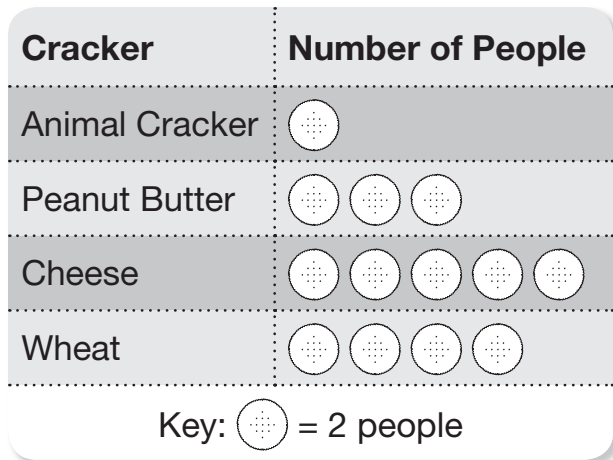 Cracker Number of People
Animal Cracker
Peanut Butter
Cheese
Wheat
Key: = 2 people